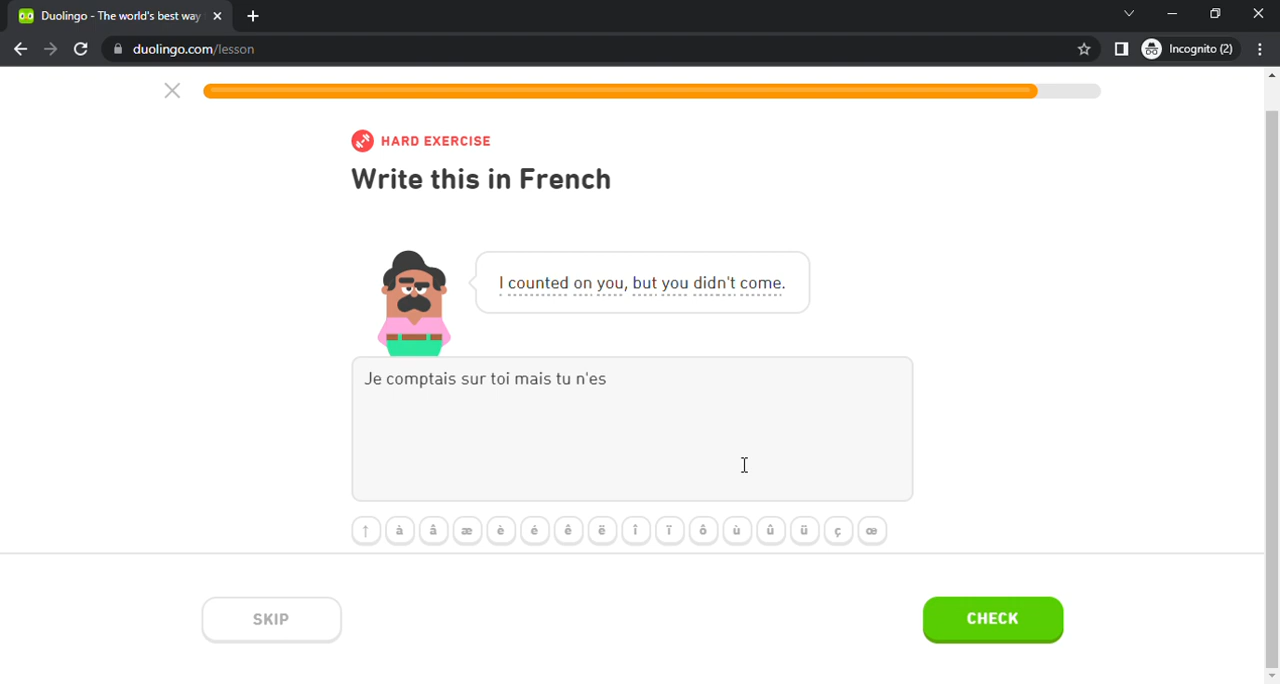 Duolingo - The world's best way
duolingo.com/lesson
Incognito (2)
HARD EXERCISE
Write this in French
I counted on you, but you didn't come.
Je comptais sur toi mais tu n'es
↑ à â æ è é ê ë î ï ô ù û ü ç œ
SKIP
CHECK